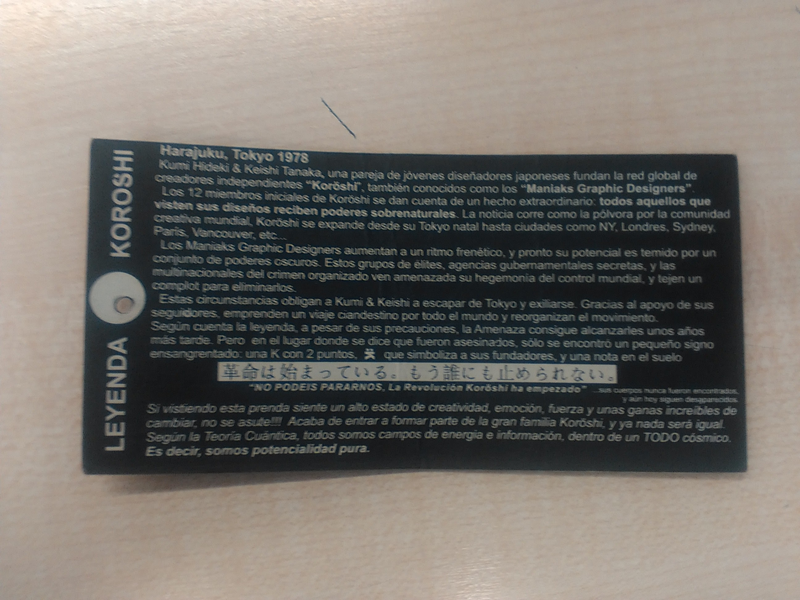 LEYENDA KOROSHI
Harajuku, Tokyo 1978
Kumi Hideki & Keishi Tanaka, una pareja de jóvenes diseñadores japoneses fundan la red global de
creadores independientes “Korōshi”, también conocidos como los “Maniaks Graphic Designers”.
Los 12 miembros iniciales de Korōshi se dan cuenta de un hecho extraordinario: todos aquellos que
visten sus diseños reciben poderes sobrenaturales. La noticia corre como la pólvora por la comunidad
creativa mundial, Korōshi se expande desde su Tokyo natal hasta ciudades como NY, Londres, Sydney,
Paris, Vancouver, etc...
Los Maniaks Graphic Designers aumentan a un ritmo frenético, y pronto su potencial es temido por un
conjunto de poderes oscuros. Estos grupos de élites, agencias gubernamentales secretas, y las
multinacionales del crimen organizado ven amenazada su hegemonía del control mundial, y tejen un
complot para eliminarlos.
Estas circunstancias obligan a Kumi & Keishi a escapar de Tokyo y exiliarse. Gracias al apoyo de sus
seguidores, emprenden un viaje clandestino por todo el mundo y reorganizan el movimiento.
Según cuenta la leyenda, a pesar de sus precauciones, la Amenaza consigue alcanzarles unos años
más tarde. Pero en el lugar donde se dice que fueron asesinados, sólo se encontró un pequeño signo
ensangrentado: una K con 2 puntos, que simboliza a sus fundadores, y una nota en el suelo
革命は始まっている。もう誰にも止められない。
“NO PODEIS PARARNOS, La Revolución Korōshi ha empezado” ...sus cuerpos nunca fueron encontrados,
y aún hoy siguen desaparecidos.
Si vistiendo esta prenda siente un alto estado de creatividad, emoción, fuerza y unas ganas increíbles de
cambiar, no se asute!!!! Acaba de entrar a formar parte de la gran familia Korōshi, y ya nada será igual.
Según la Teoría Cuántica, todos somos campos de energía e información, dentro de un TODO cósmico.
Es decir, somos potencialidad pura.